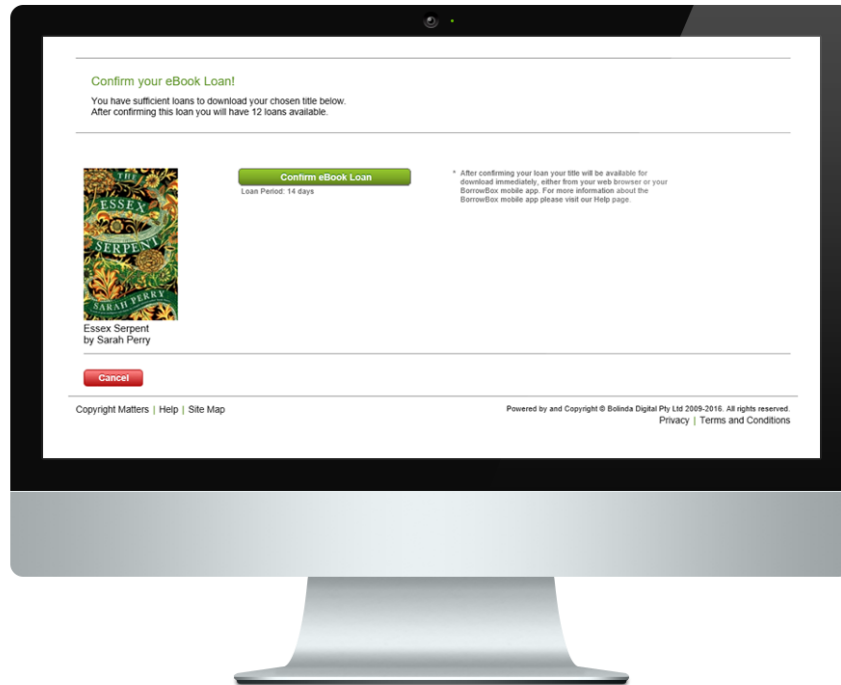 Confirm your eBook Loan!
You have sufficient loans to download your chosen title below.
After confirming this loan you will have 12 loans available.
THE
ESSEX
SERPENT
SARAH PERRY
Essex Serpent
by Sarah Perry
Confirm eBook Loan
Loan Period: 14 days
* After confirming your loan your title will be available for
download immediately, either from your web browser or your
BorrowBox mobile app. For more information about the
BorrowBox mobile app please visit our Help page.
Cancel
Copyright Matters | Help | Site Map
Powered by and Copyright © Bolinda Digital Pty Ltd 2009-2016. All rights reserved.
Privacy | Terms and Conditions